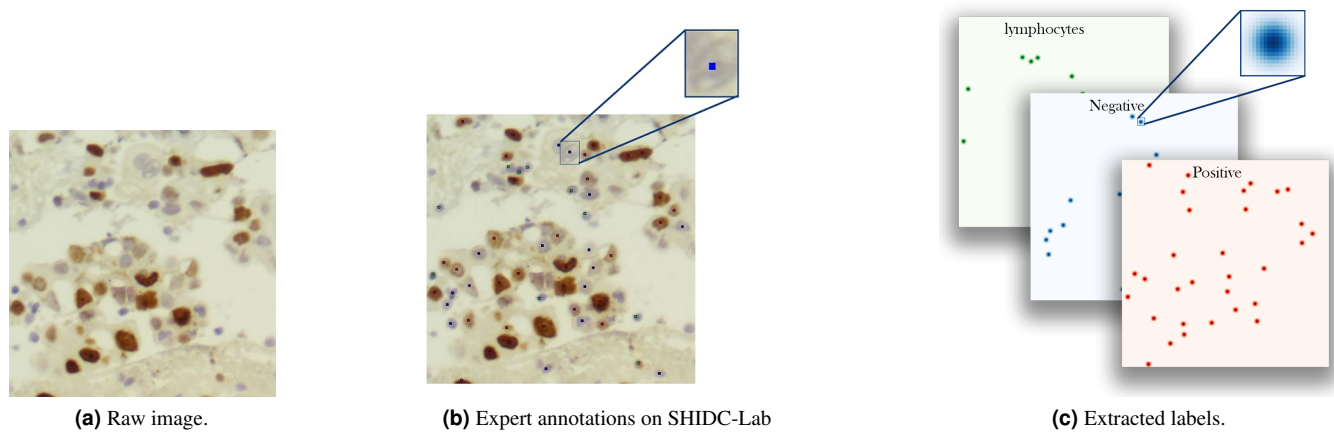 lymphocytes
Negative
Positive
(a) Raw image.
(b) Expert annotations on SHIDC-Lab
(c) Extracted labels.